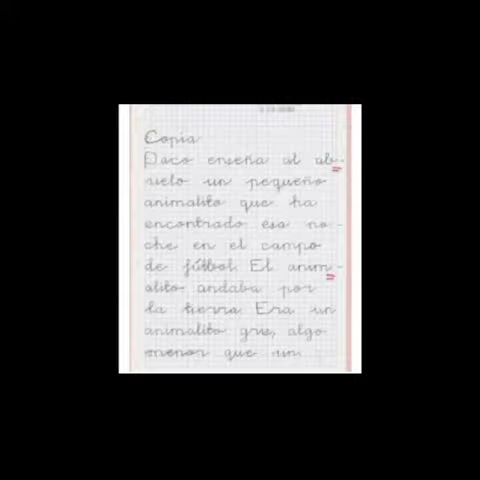 Copia
Paco enseña al ab-
uelo un pequeño
animalito que ha
encontrado esa no-
che en el campo
de fútbol. El anim-
alito andaba por
la tierra Era un
animalito gris, algo
menor que un